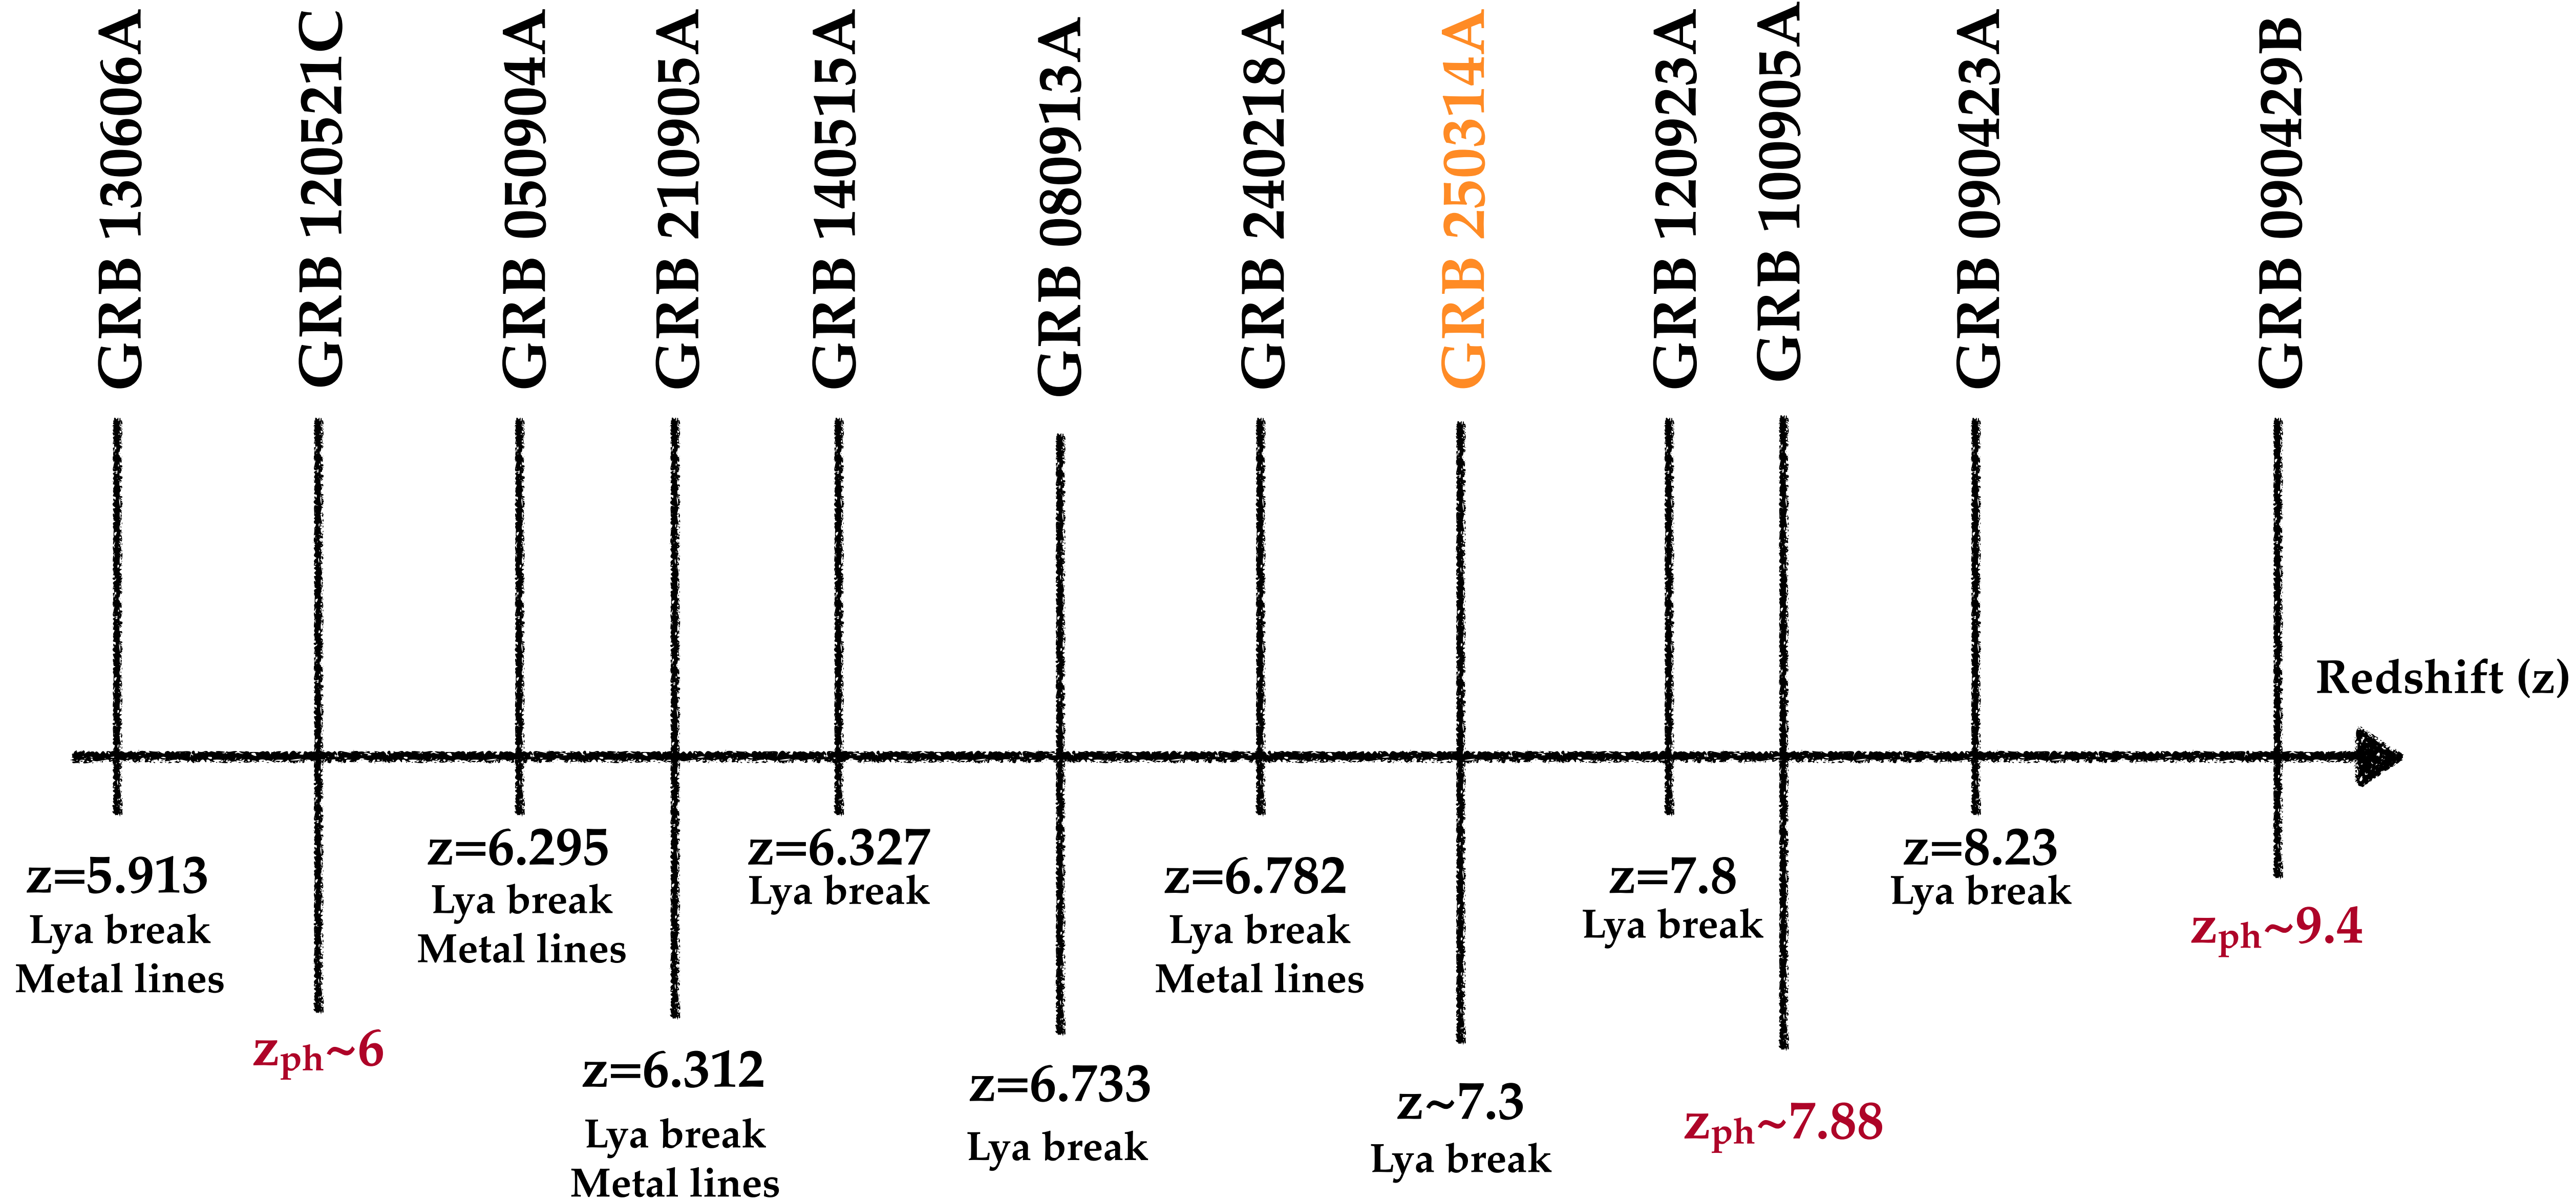 GRB 130606A
GRB 120521C
GRB 050904A
GRB 210905A
GRB 140515A
GRB 080913A
GRB 240218A
GRB 250314A
GRB 120923A
GRB 100905A
GRB 090423A
GRB 090429B
Redshift (z)
z=5.913
Lya break
Metal lines
zph~6
z=6.295
Lya break
Metal lines
z=6.312
Lya break
Metal lines
z=6.327
Lya break
z=6.733
Lya break
z=6.782
Lya break
Metal lines
z~7.3
Lya break
z=7.8
Lya break
zph~7.88
z=8.23
Lya break
zph~9.4